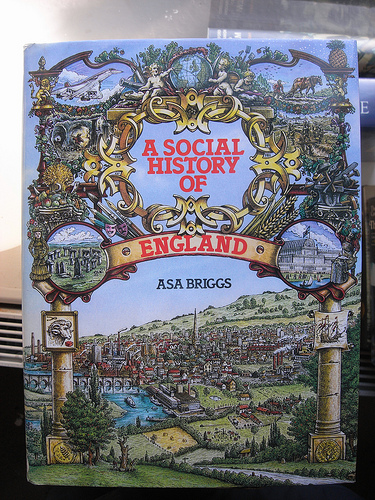 A SOCIAL
HISTORY
OF
ENGLAND
ASA BRIGGS
E